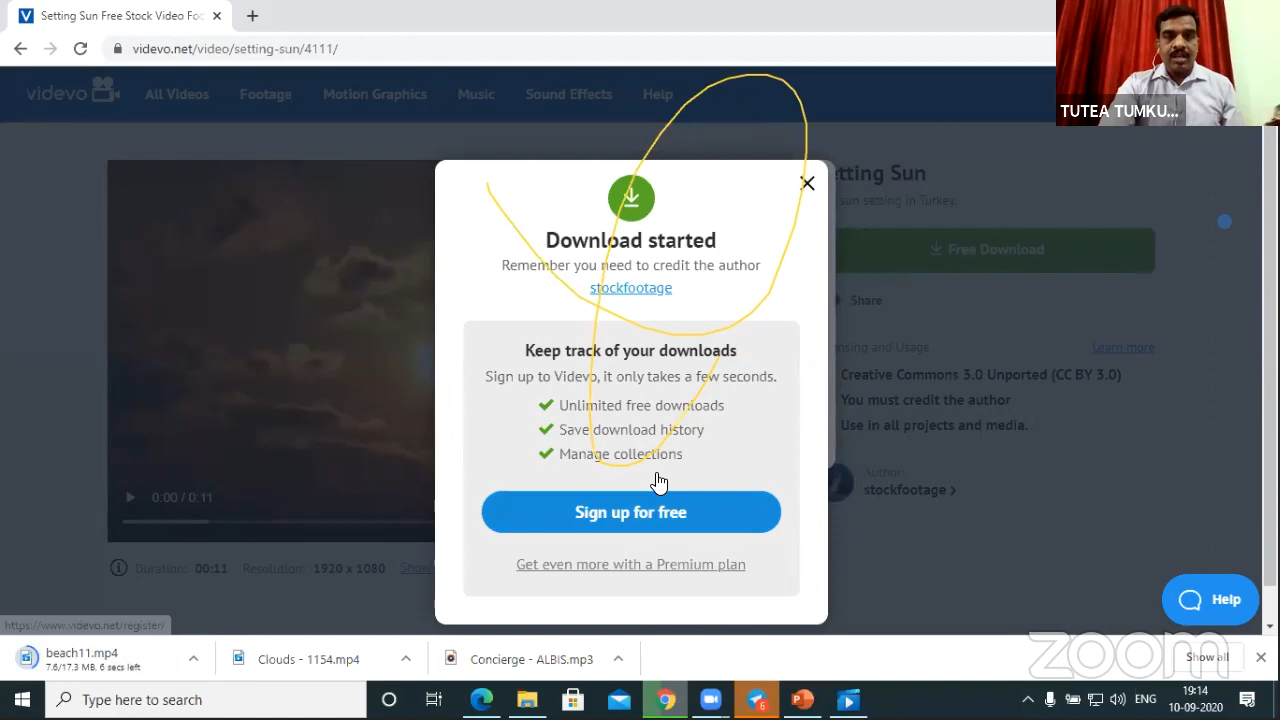 Setting Sun Free Stock Video Foo
videvo.net/video/setting-sun/4111/
TUTEA TUMKU...
videvo
All Videos
Footage
Motion Graphics
Music
Sound Effects
Help
Download started
Remember you need to credit the author
stockfootage
Keep track of your downloads
Sign up to Videvo, it only takes a few seconds.
Unlimited free downloads
Save download history
Manage collections
Sign up for free
Get even more with a Premium plan
etting Sun
sun setting in Turkey.
Free Download
Share
nsing and Usage
Learn more
Creative Commons 3.0 Unported (CC BY 3.0)
You must credit the author
Use in all projects and media.
Author:
stockfootage
0:00 / 0:11
Duration: 00:11 Resolution: 1920 x 1080 Show
Help
https://www.videvo.net/register/
beach11.mp4
7.6/17.3 MB, 6 secs left
Clouds - 1154.mp4
Concierge - ALBIS.mp3
Show all
zoom
Type here to search
6
ENG
19:14
10-09-2020